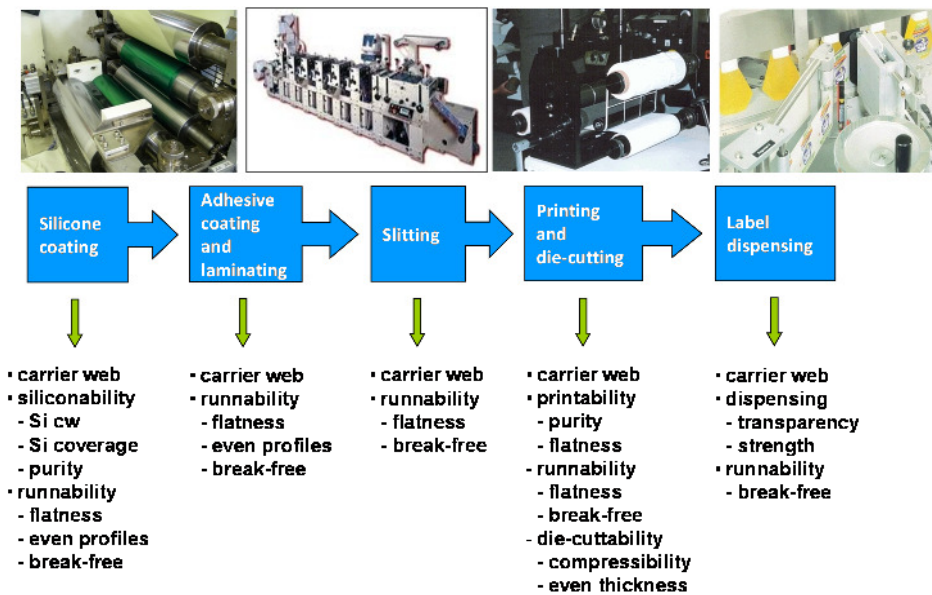 Silicone
coating
Adhesive
coating
and
laminating
Slitting
Printing
and
die-cutting
Label
dispensing
▪ carrier web
▪ siliconability
- Si cw
- Si coverage
- purity
▪ runnability
- flatness
- even profiles
- break-free
▪ carrier web
▪ runnability
- flatness
- even profiles
- break-free
▪ carrier web
▪ runnability
- flatness
- break-free
▪ carrier web
▪ printability
- purity
- flatness
- runnability
- flatness
- break-free
- die-cuttability
- compressibility
- even thickness
▪ carrier web
▪ dispensing
- transparency
- strength
▪ runnability
- break-free